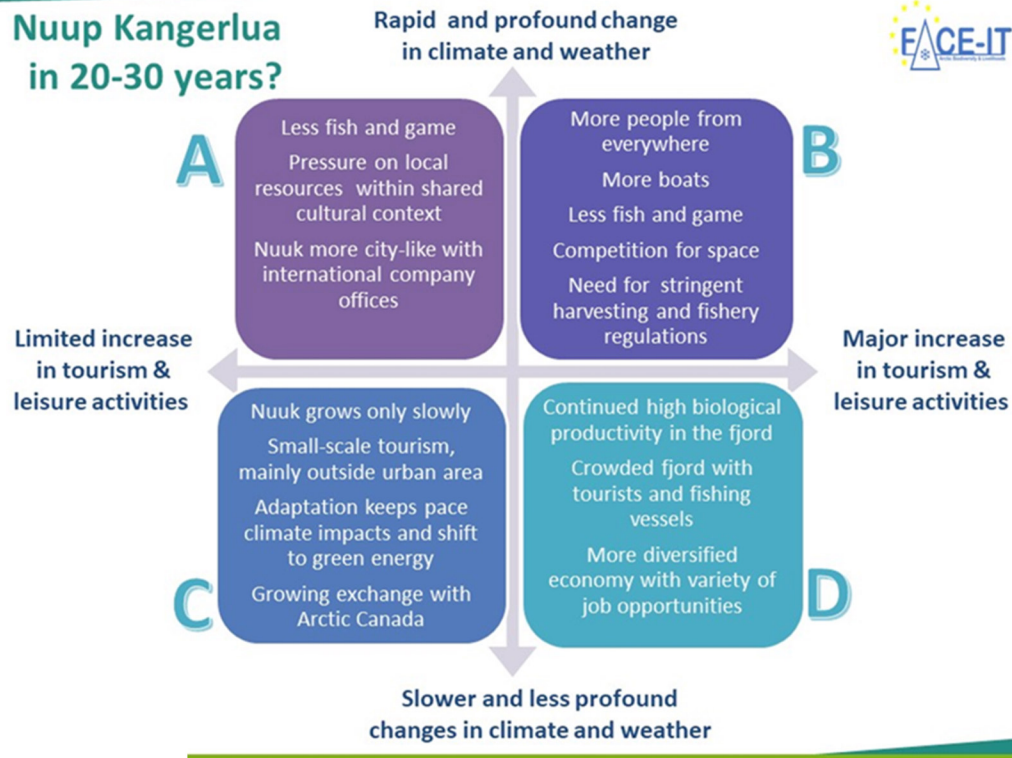 Nuup Kangerlua
in 20-30 years?
Rapid and profound change
in climate and weather
FACE-IT
Arctic Biodiversity & Livelihoods
A
Less fish and game
Pressure on local
resources within shared
cultural context
Nuuk more city-like with
international company
offices
B
More people from
everywhere
More boats
Less fish and game
Competition for space
Need for stringent
harvesting and fishery
regulations
Limited increase
in tourism &
leisure activities
Major increase
in tourism &
leisure activities
C
Nuuk grows only slowly
Small-scale tourism,
mainly outside urban area
Adaptation keeps pace
climate impacts and shift
to green energy
Growing exchange with
Arctic Canada
D
Continued high biological
productivity in the fjord
Crowded fjord with
tourists and fishing
vessels
More diversified
economy with variety of
job opportunities
Slower and less profound
changes in climate and weather